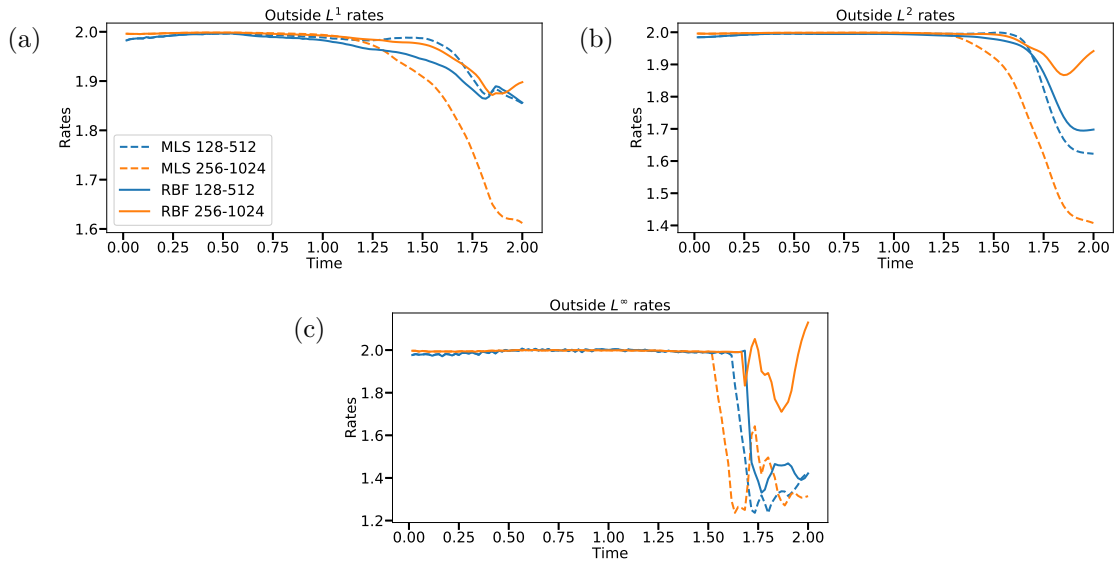 (a)
Outside L¹ rates
Rates
2.0
1.9
1.8
1.7
1.6
MLS 128-512
MLS 256-1024
RBF 128-512
RBF 256-1024
0.00 0.25 0.50 0.75 1.00 1.25 1.50 1.75 2.00
Time
(b)
Outside L² rates
Rates
2.0
1.9
1.8
1.7
1.6
1.5
1.4
0.00 0.25 0.50 0.75 1.00 1.25 1.50 1.75 2.00
Time
(c)
Outside L^∞ rates
Rates
2.0
1.8
1.6
1.4
1.2
0.00 0.25 0.50 0.75 1.00 1.25 1.50 1.75 2.00
Time